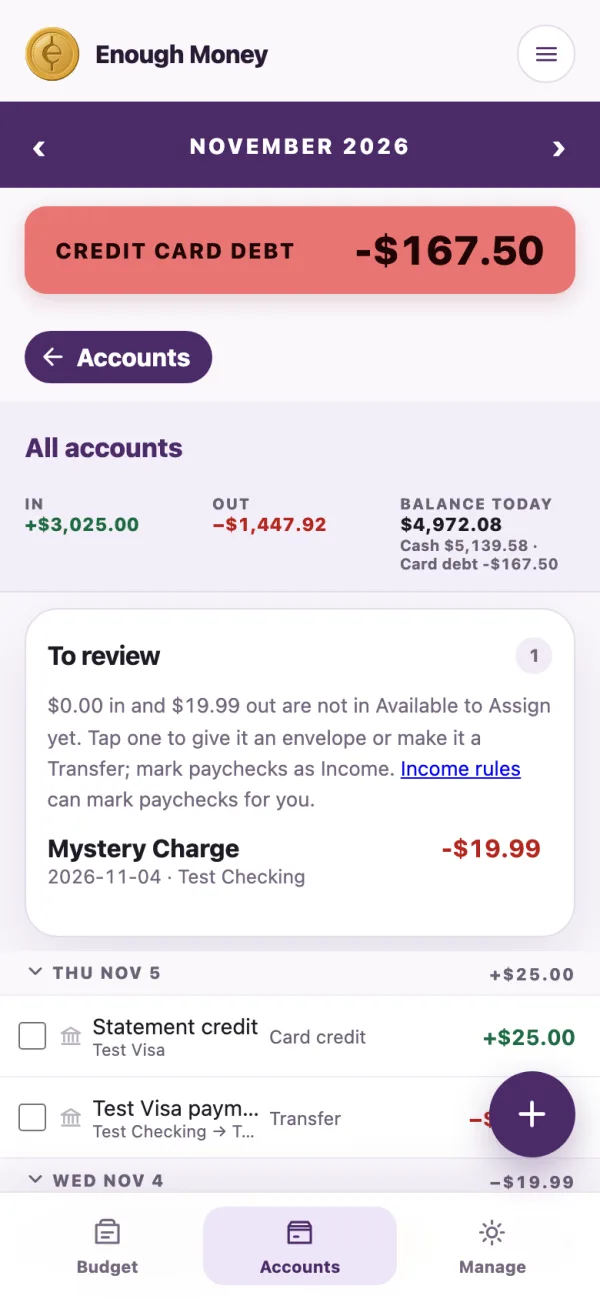 Enough Money
‹ NOVEMBER 2026 ›
CREDIT CARD DEBT -$167.50
← Accounts
All accounts
IN OUT BALANCE TODAY
+$3,025.00 −$1,447.92 $4,972.08
Cash $5,139.58 ·
Card debt -$167.50
To review 1
$0.00 in and $19.99 out are not in Available to Assign
yet. Tap one to give it an envelope or make it a
Transfer; mark paychecks as Income. Income rules
can mark paychecks for you.
Mystery Charge -$19.99
2026-11-04 · Test Checking
THU NOV 5 +$25.00
Statement credit Card credit +$25.00
Test Visa
Test Visa paym... Transfer
Test Checking → T...
WED NOV 4 −$19.99
Budget Accounts Manage